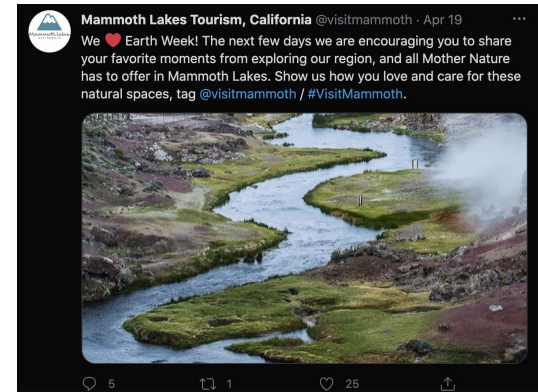 Mammoth Lakes Tourism, California @visitmammoth · Apr 19
We ❤️ Earth Week! The next few days we are encouraging you to share
your favorite moments from exploring our region, and all Mother Nature
has to offer in Mammoth Lakes. Show us how you love and care for these
natural spaces, tag @visitmammoth / #VisitMammoth.
5 1 25